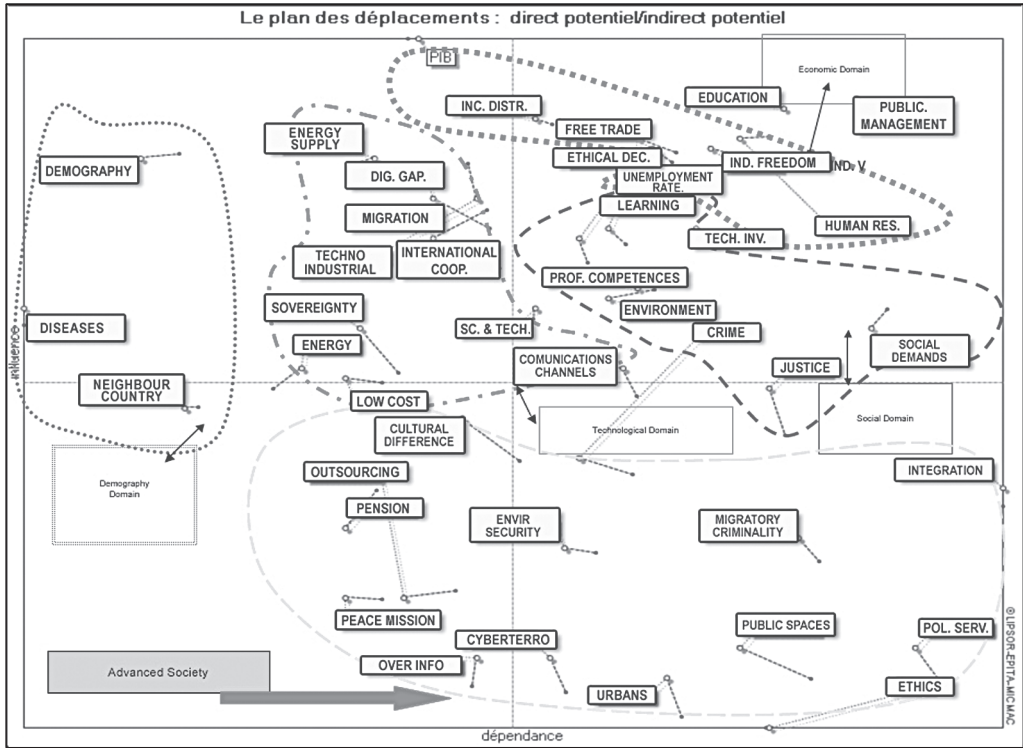 Le plan des déplacements : direct potentiel/indirect potentiel
PIB
Economic Domain
EDUCATION
PUBLIC.
MANAGEMENT
INC. DISTR.
FREE TRADE
ENERGY
SUPPLY
DEMOGRAPHY
DIG. GAP.
ETHICAL DEC.
IND. FREEDOM
IND. V.
UNEMPLOYMENT
RATE.
MIGRATION
LEARNING
HUMAN RES.
TECH. INV.
TECHNO
INDUSTRIAL
INTERNATIONAL
COOP.
PROF. COMPETENCES
SOVEREIGNTY
ENVIRONMENT
DISEASES
SC. & TECH.
CRIME
influence
ENERGY
SOCIAL
DEMANDS
COMUNICATIONS
CHANNELS
JUSTICE
NEIGHBOUR
COUNTRY
LOW COST
CULTURAL
DIFFERENCE
Technological Domain
Social Domain
OUTSOURCING
INTEGRATION
Demography
Domain
PENSION
ENVIR
SECURITY
MIGRATORY
CRIMINALITY
PEACE MISSION
PUBLIC SPACES
POL. SERV.
CYBERTERRO
OVER INFO
Advanced Society
URBANS
ETHICS
dépendance
©LIPSOR-EPITA-MICMAC